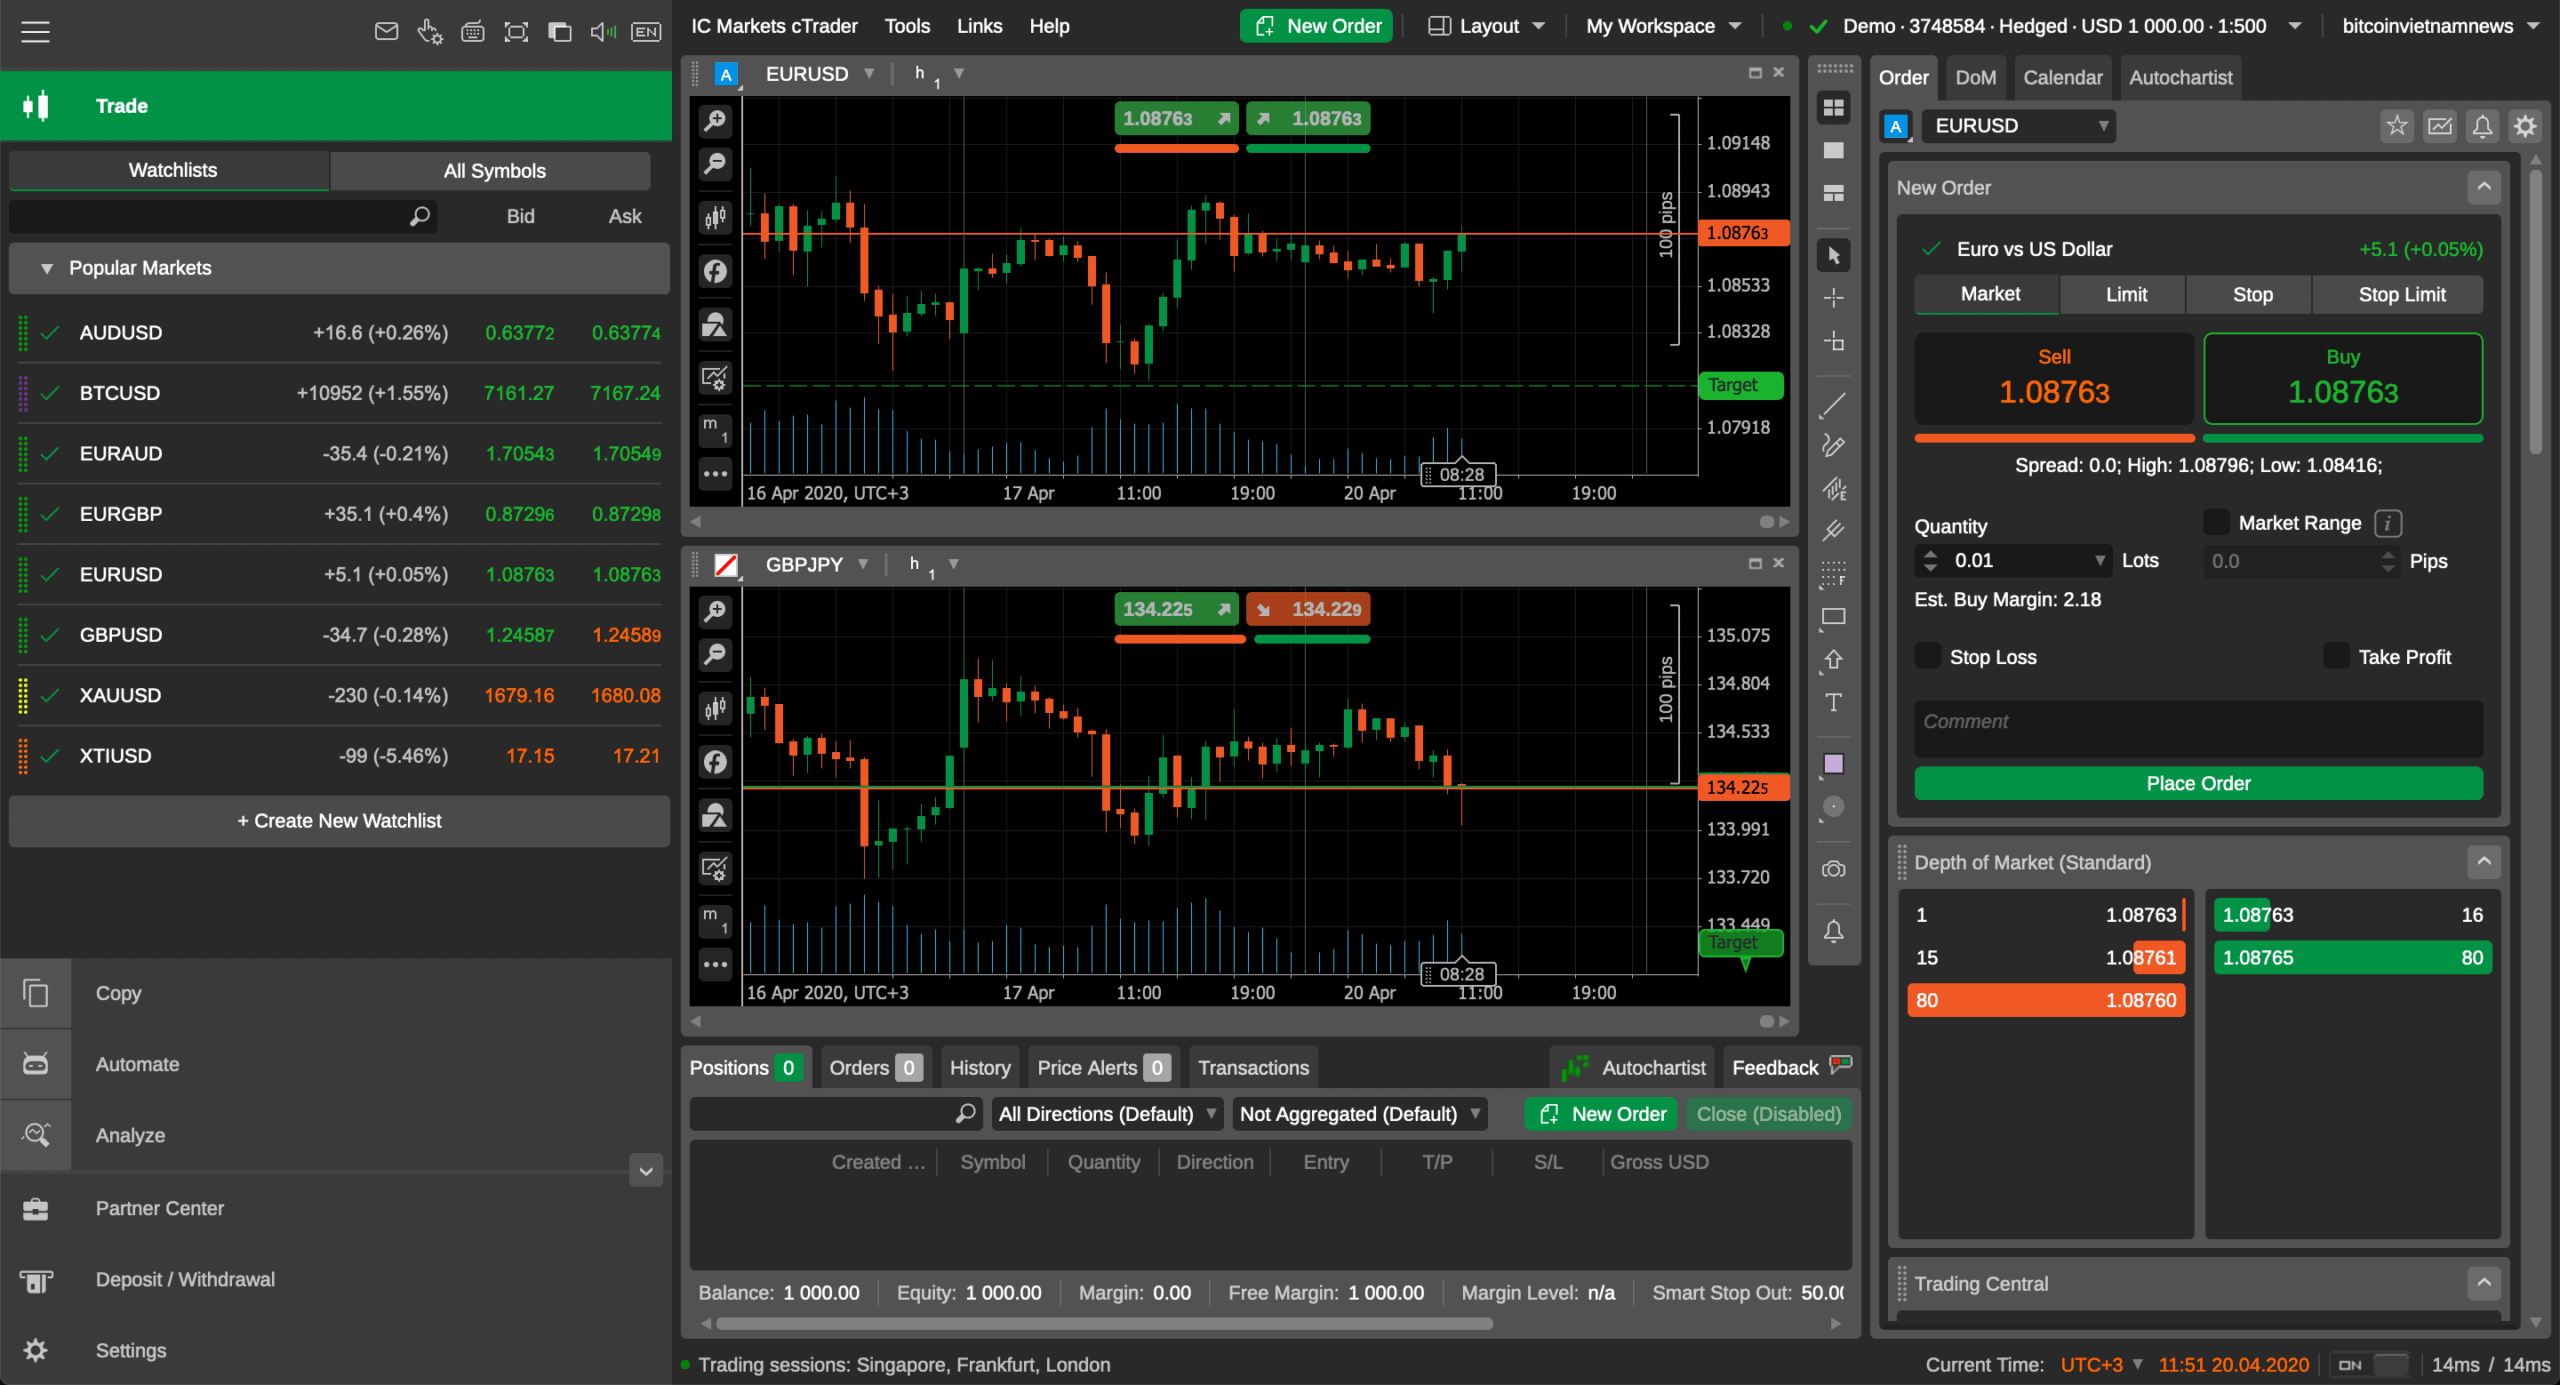 EN
Trade
Watchlists All Symbols
Bid Ask
Popular Markets
AUDUSD +16.6 (+0.26%) 0.63772 0.63774
BTCUSD +10952 (+1.55%) 7161.27 7167.24
EURAUD -35.4 (-0.21%) 1.70543 1.70549
EURGBP +35.1 (+0.4%) 0.87296 0.87298
EURUSD +5.1 (+0.05%) 1.08763 1.08763
GBPUSD -34.7 (-0.28%) 1.24587 1.24589
XAUUSD -230 (-0.14%) 1679.16 1680.08
XTIUSD -99 (-5.46%) 17.15 17.21
+ Create New Watchlist
Copy
Automate
Analyze
Partner Center
Deposit / Withdrawal
Settings
IC Markets cTrader Tools Links Help New Order Layout My Workspace Demo · 3748584 · Hedged · USD 1 000.00 · 1:500 bitcoinvietnamnews
A EURUSD h 1
1.08763 1.08763
1.09148
1.08943
1.08763
1.08533
1.08328
Target
1.07918
100 pips
m 1
08:28
16 Apr 2020, UTC+3 17 Apr 11:00 19:00 20 Apr 11:00 19:00
GBPJPY h 1
134.225 134.229
135.075
134.804
134.533
134.225
133.991
133.720
133.449
Target
100 pips
m 1
08:28
16 Apr 2020, UTC+3 17 Apr 11:00 19:00 20 Apr 11:00 19:00
E
F
T
Positions 0 Orders 0 History Price Alerts 0 Transactions Autochartist Feedback
All Directions (Default) Not Aggregated (Default) New Order Close (Disabled)
Created ... Symbol Quantity Direction Entry T/P S/L Gross USD
Balance: 1 000.00 Equity: 1 000.00 Margin: 0.00 Free Margin: 1 000.00 Margin Level: n/a Smart Stop Out: 50.00
Trading sessions: Singapore, Frankfurt, London
Order DoM Calendar Autochartist
A EURUSD
New Order
Euro vs US Dollar +5.1 (+0.05%)
Market Limit Stop Stop Limit
Sell Buy
1.08763 1.08763
Spread: 0.0; High: 1.08796; Low: 1.08416;
Quantity Market Range i
0.01 Lots 0.0 Pips
Est. Buy Margin: 2.18
Stop Loss Take Profit
Comment
Place Order
Depth of Market (Standard)
1 1.08763 1.08763 16
15 1.08761 1.08765 80
80 1.08760
Trading Central
Current Time: UTC+3 11:51 20.04.2020 ON 14ms / 14ms